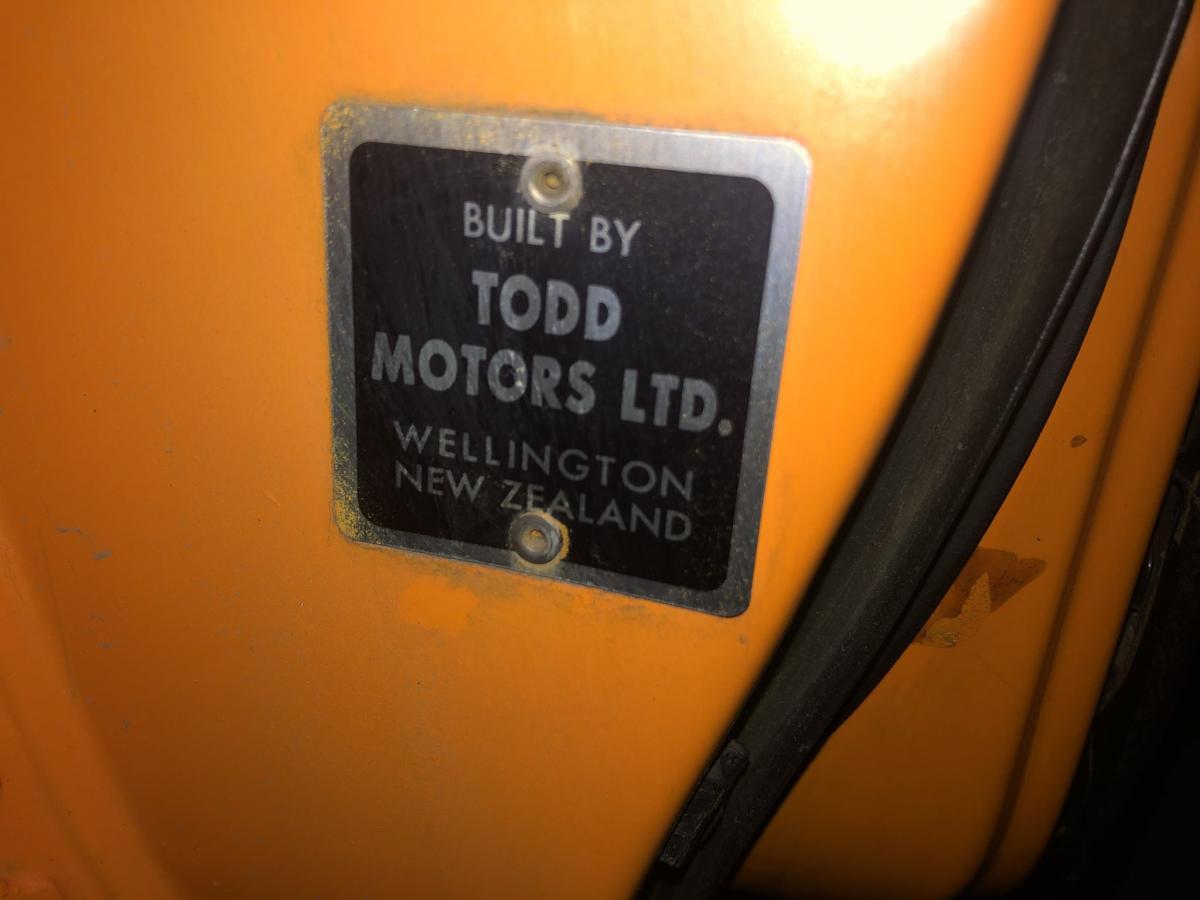 BUILT BY
TODD
MOTORS LTD.
WELLINGTON
NEW ZEALAND